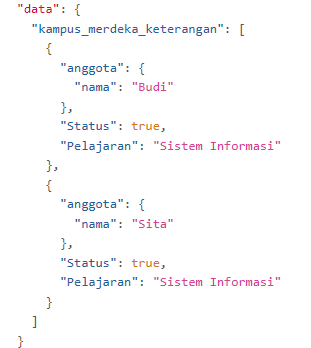 "data": {
"kampus_merdeka_keterangan": [
{
"anggota": {
"nama": "Budi"
},
"Status": true,
"Pelajaran": "Sistem Informasi"
},
{
"anggota": {
"nama": "Sita"
},
"Status": true,
"Pelajaran": "Sistem Informasi"
}
]
}